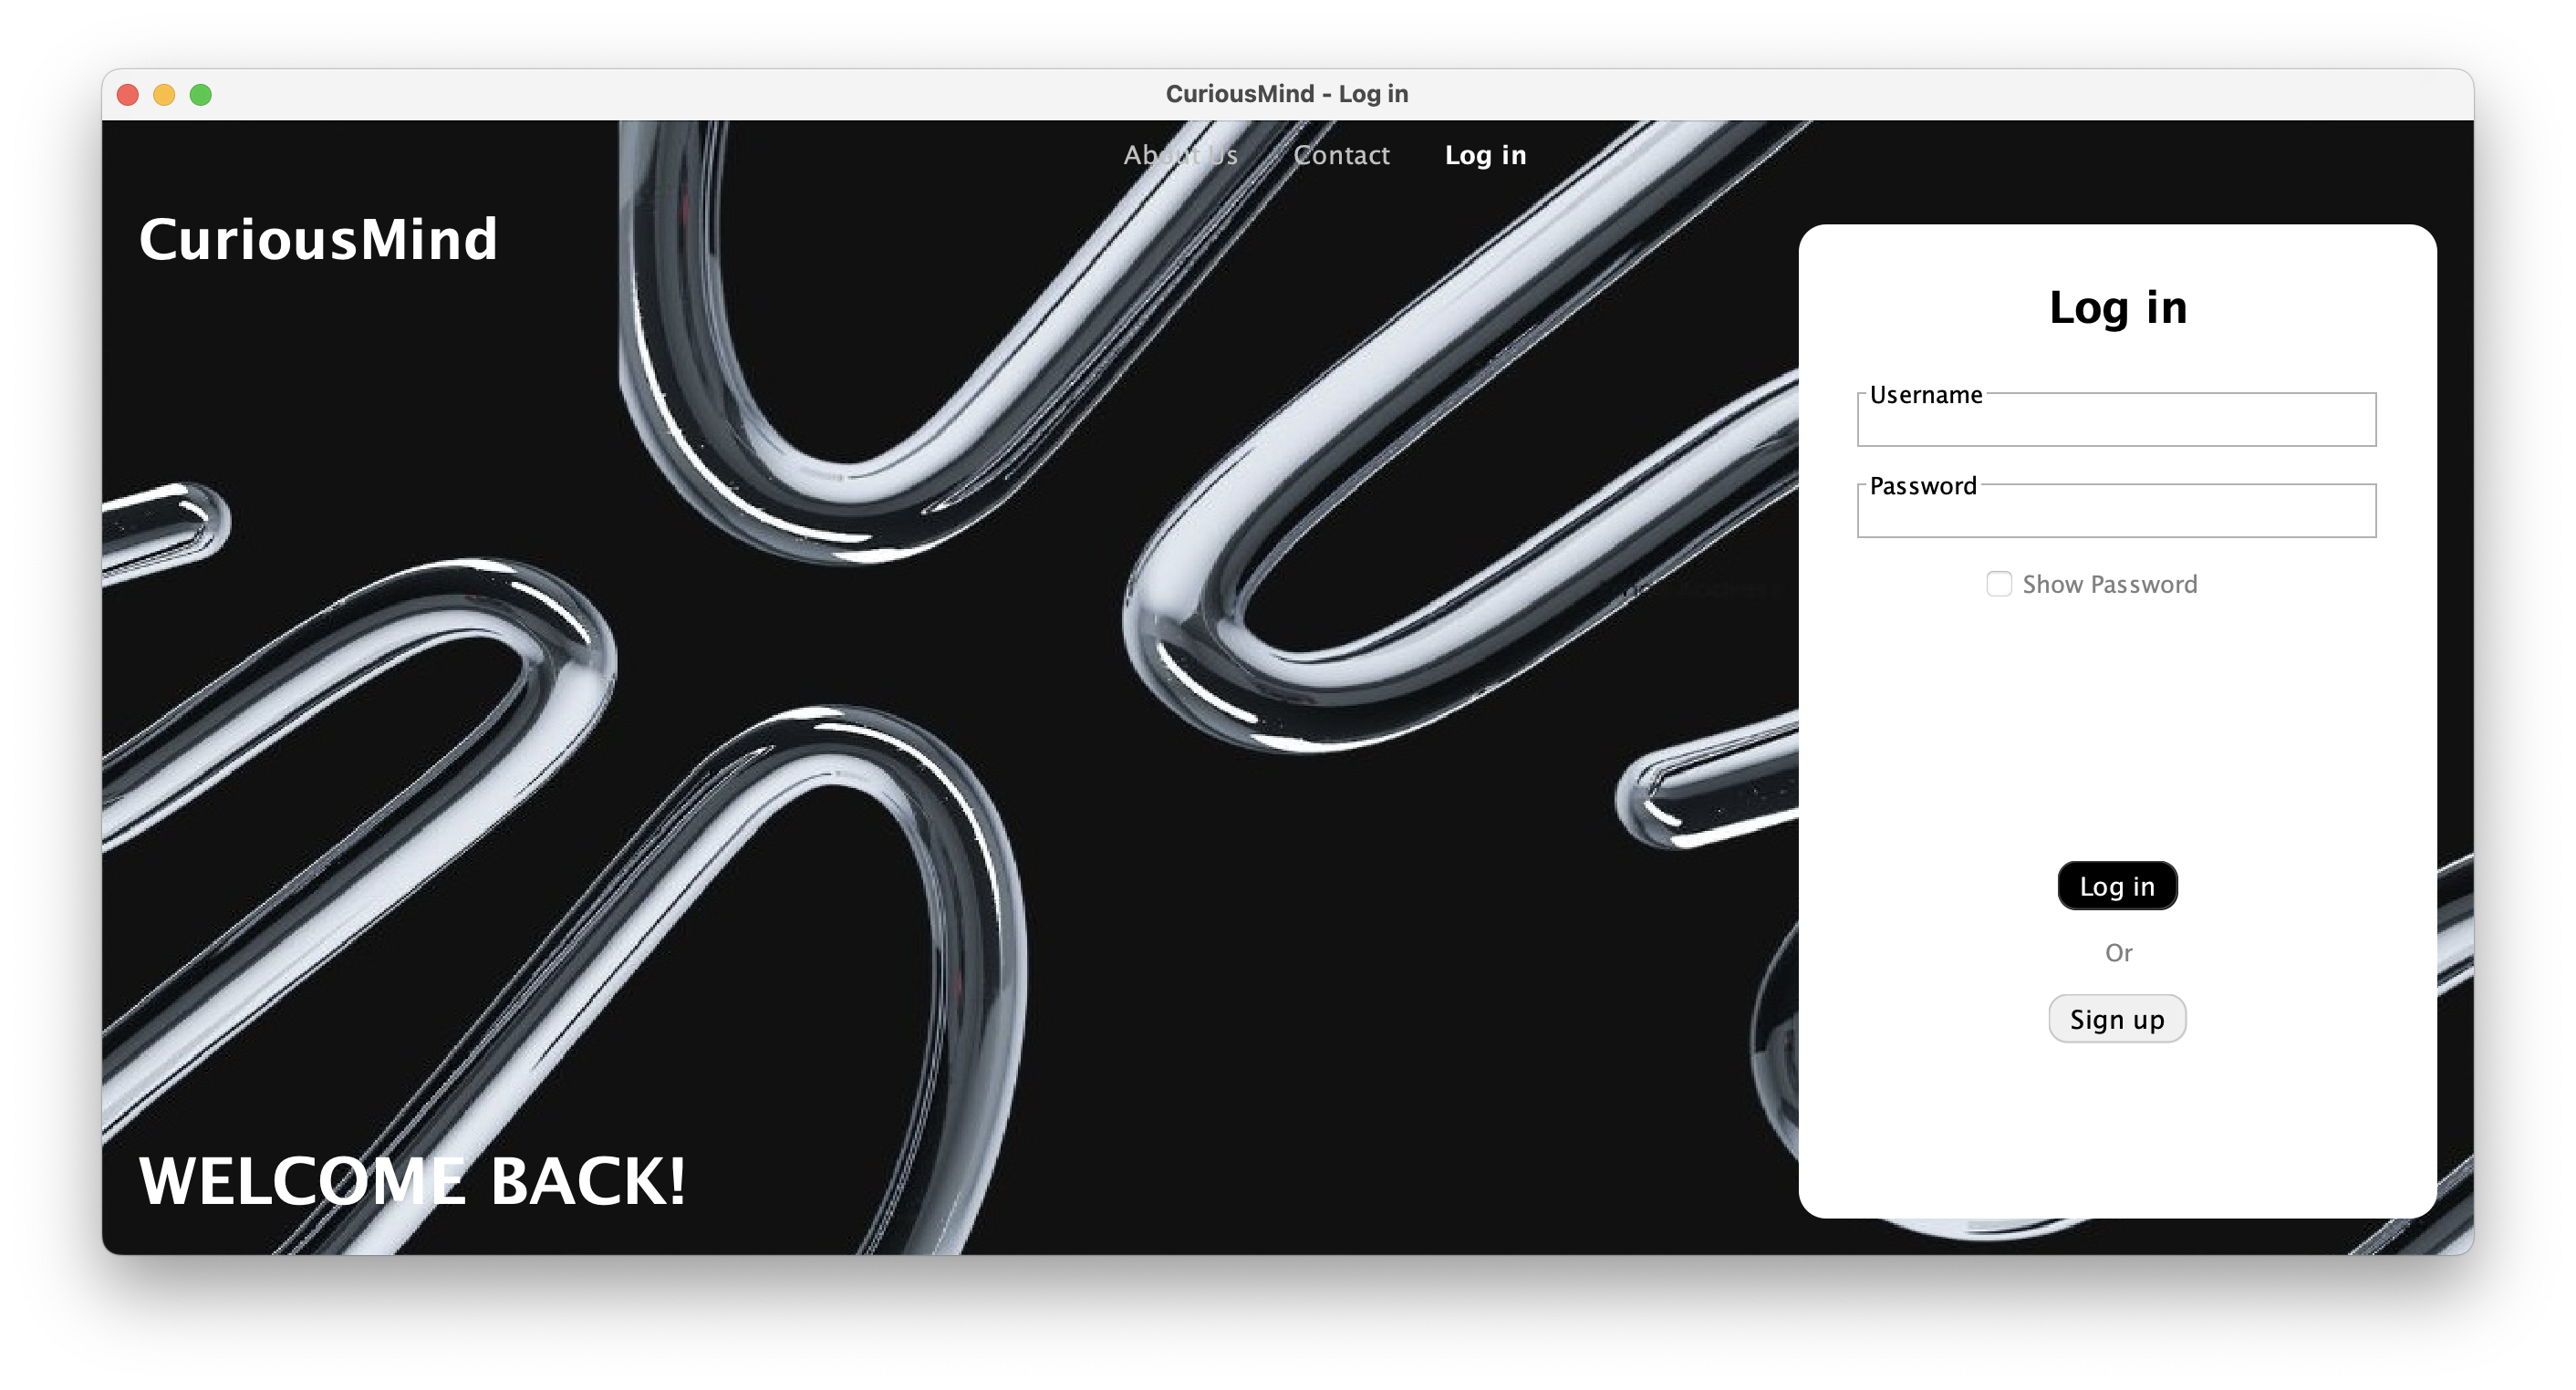 CuriousMind - Log in
About Us Contact Log in
CuriousMind
Log in
Username
Password
Show Password
Log in
Or
Sign up
WELCOME BACK!